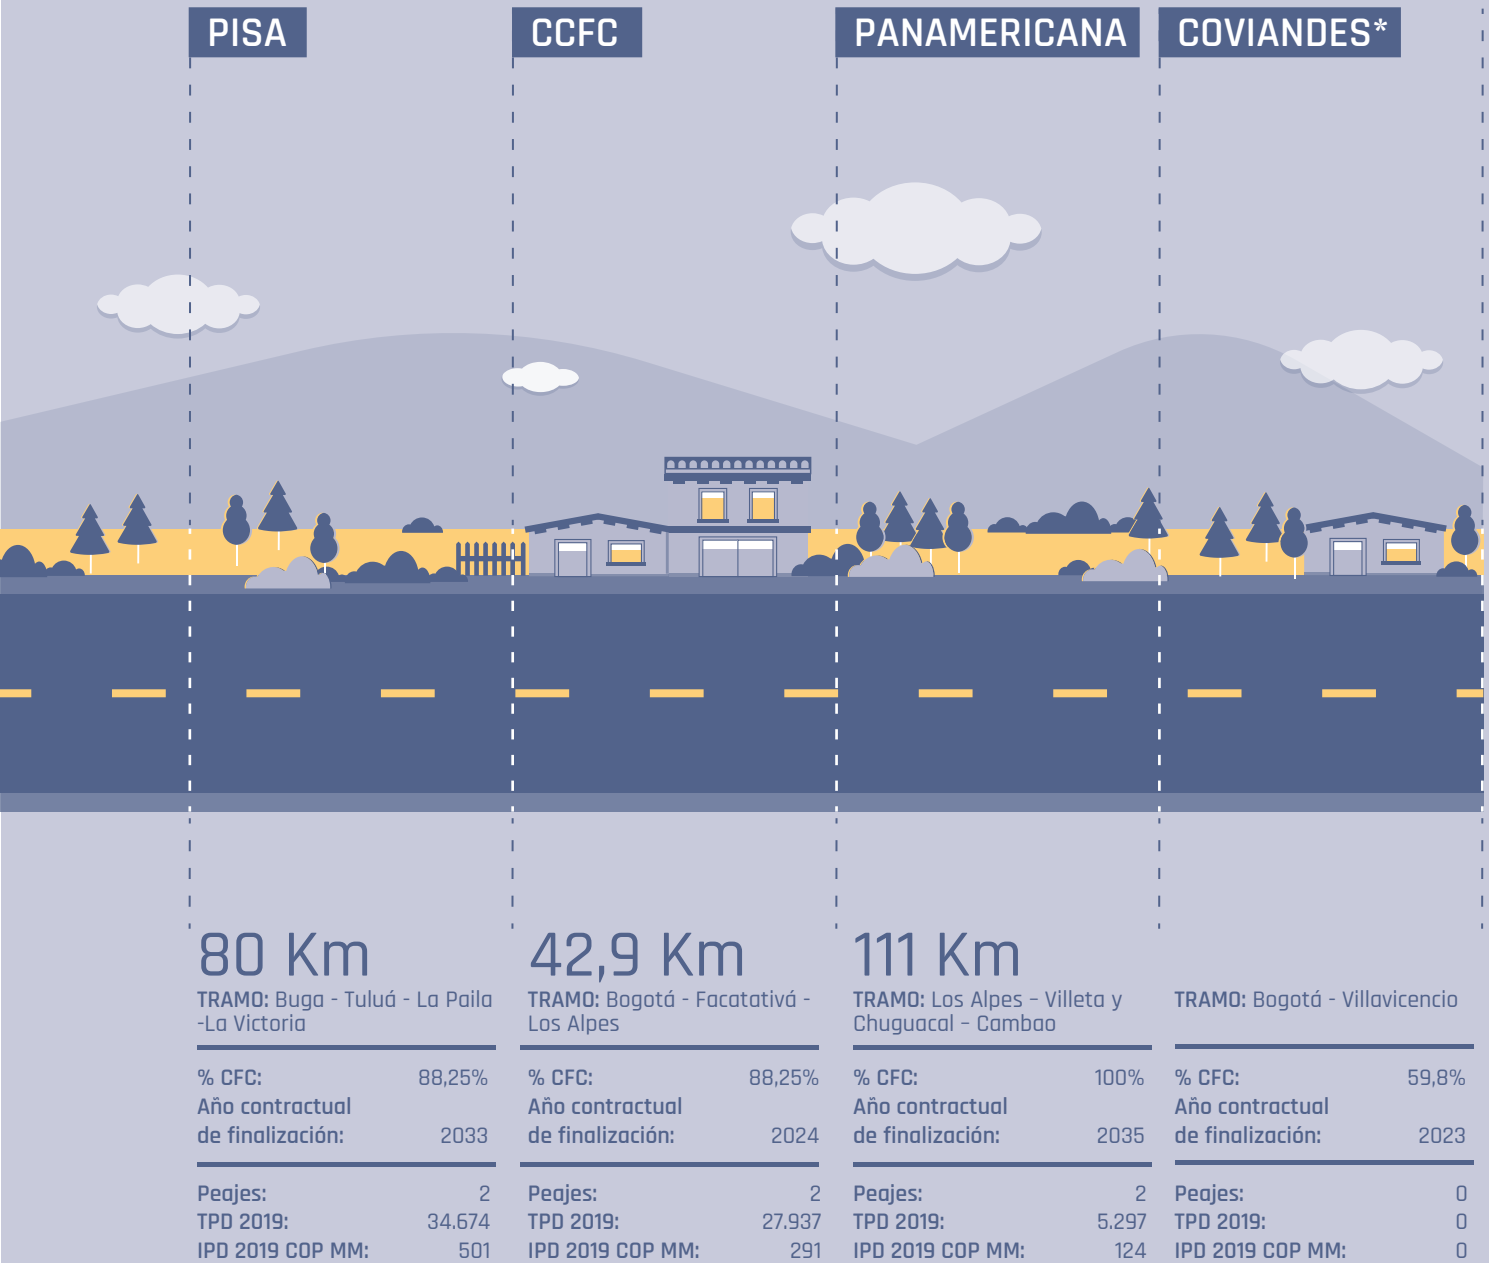 PISA
CCFC
PANAMERICANA
COVIANDES*
80 Km
TRAMO: Buga - Tuluá - La Paila
-La Victoria
% CFC: 88,25%
Año contractual
de finalización: 2033
Peajes: 2
TPD 2019: 34.674
IPD 2019 COP MM: 501
42,9 Km
TRAMO: Bogotá - Facatativá -
Los Alpes
% CFC: 88,25%
Año contractual
de finalización: 2024
Peajes: 2
TPD 2019: 27.937
IPD 2019 COP MM: 291
111 Km
TRAMO: Los Alpes – Villeta y
Chuguacal – Cambao
% CFC: 100%
Año contractual
de finalización: 2035
Peajes: 2
TPD 2019: 5.297
IPD 2019 COP MM: 124
TRAMO: Bogotá - Villavicencio
% CFC: 59,8%
Año contractual
de finalización: 2023
Peajes: 0
TPD 2019: 0
IPD 2019 COP MM: 0